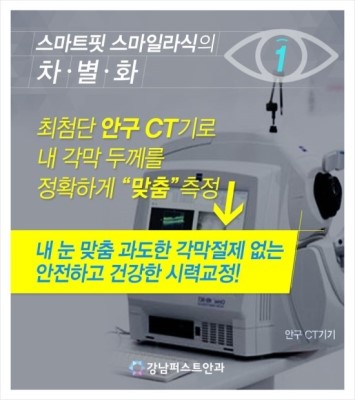 스마트핏 스마일라식의
차·별·화
1
최첨단 안구 CT기로
내 각막 두께를
정확하게 “맞춤” 측정
내 눈 맞춤 과도한 각막절제 없는
안전하고 건강한 시력교정!
안구 CT기기
강남퍼스트안과